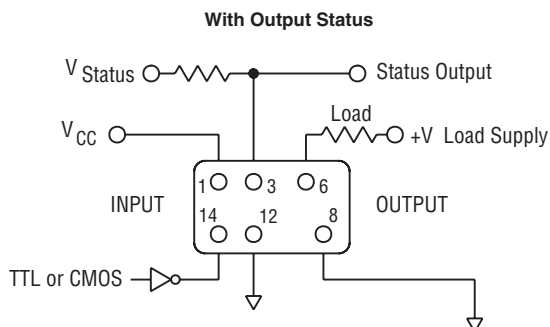 With Output Status
V Status
Status Output
Load
VCC
+V Load Supply
1
3
6
INPUT
OUTPUT
14
12
8
TTL or CMOS